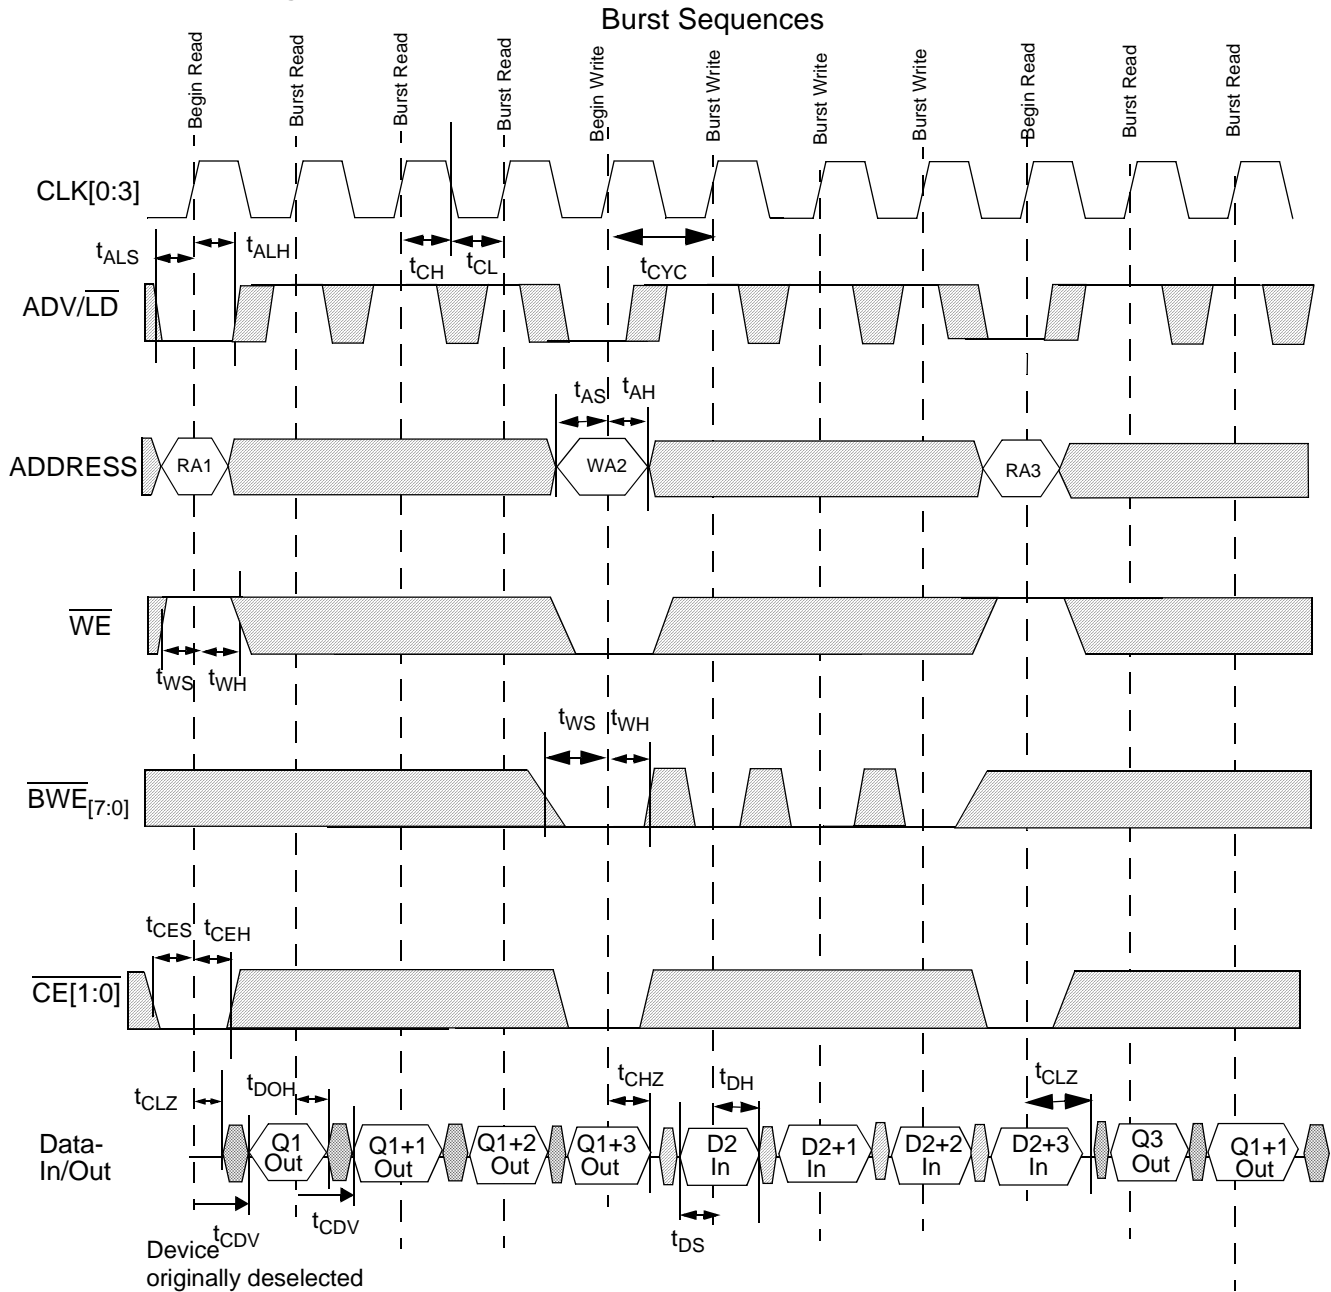 Burst Sequences
Begin Read
Burst Read
Burst Read
Burst Read
Begin Write
Burst Write
Burst Write
Burst Write
Begin Read
Burst Read
Burst Read
CLK[0:3]
tALS
tALH
tCH
tCL
tCYC
ADV/LD
tAS
tAH
ADDRESS
RA1
WA2
RA3
WE
tWS
tWH
tWS
tWH
BWE[7:0]
tCES
tCEH
CE[1:0]
tCLZ
tDOH
tCHZ
tDH
tCLZ
Data-
In/Out
Q1
Out
Q1+1
Out
Q1+2
Out
Q1+3
Out
D2
In
D2+1
In
D2+2
In
D2+3
In
Q3
Out
Q1+1
Out
tCDV
tCDV
tDS
Device
originally deselected